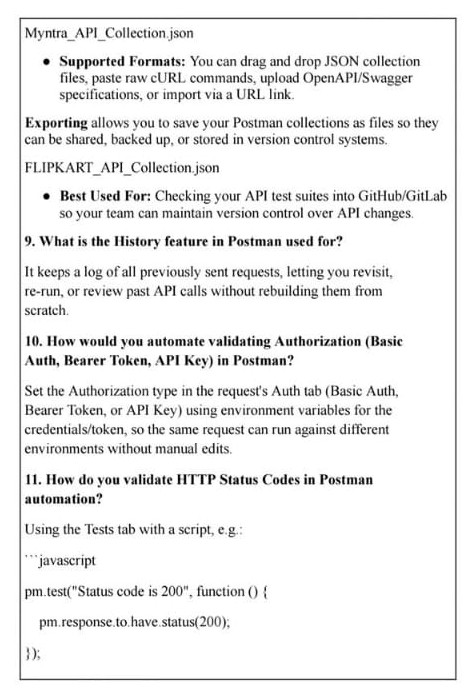 Myntra_API_Collection.json
• Supported Formats: You can drag and drop JSON collection
files, paste raw cURL commands, upload OpenAPI/Swagger
specifications, or import via a URL link.
Exporting allows you to save your Postman collections as files so they
can be shared, backed up, or stored in version control systems.
FLIPKART_API_Collection.json
• Best Used For: Checking your API test suites into GitHub/GitLab
so your team can maintain version control over API changes.
9. What is the History feature in Postman used for?
It keeps a log of all previously sent requests, letting you revisit,
re-run, or review past API calls without rebuilding them from
scratch.
10. How would you automate validating Authorization (Basic
Auth, Bearer Token, API Key) in Postman?
Set the Authorization type in the request's Auth tab (Basic Auth,
Bearer Token, or API Key) using environment variables for the
credentials/token, so the same request can run against different
environments without manual edits.
11. How do you validate HTTP Status Codes in Postman
automation?
Using the Tests tab with a script, e.g.:
```javascript
pm.test("Status code is 200", function () {
pm.response.to.have.status(200);
});